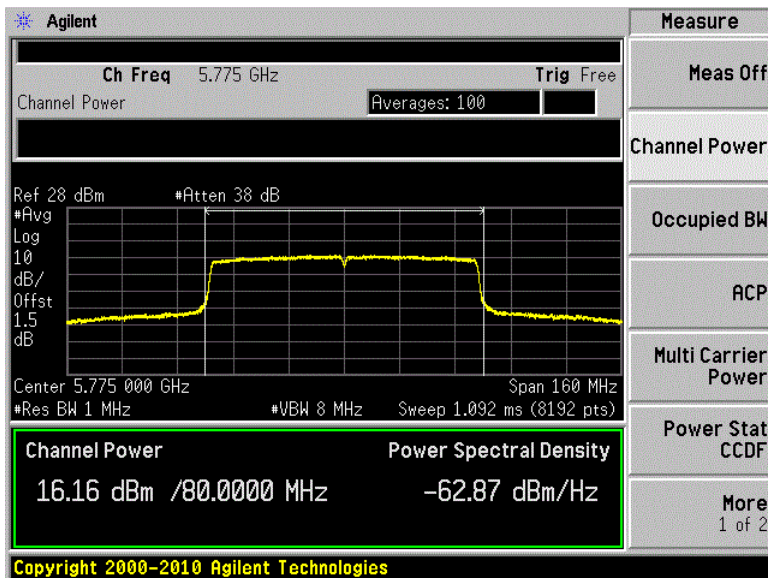 Agilent
Measure
Ch Freq 5.775 GHz Trig Free
Channel Power Averages: 100
Ref 28 dBm #Atten 38 dB
#Avg
Log
10
dB/
Offst
1.5
dB
Center 5.775 000 GHz Span 160 MHz
#Res BW 1 MHz #VBW 8 MHz Sweep 1.092 ms (8192 pts)
Channel Power Power Spectral Density
16.16 dBm /80.0000 MHz -62.87 dBm/Hz
Meas Off
Channel Power
Occupied BW
ACP
Multi Carrier
Power
Power Stat
CCDF
More
1 of 2
Copyright 2000-2010 Agilent Technologies